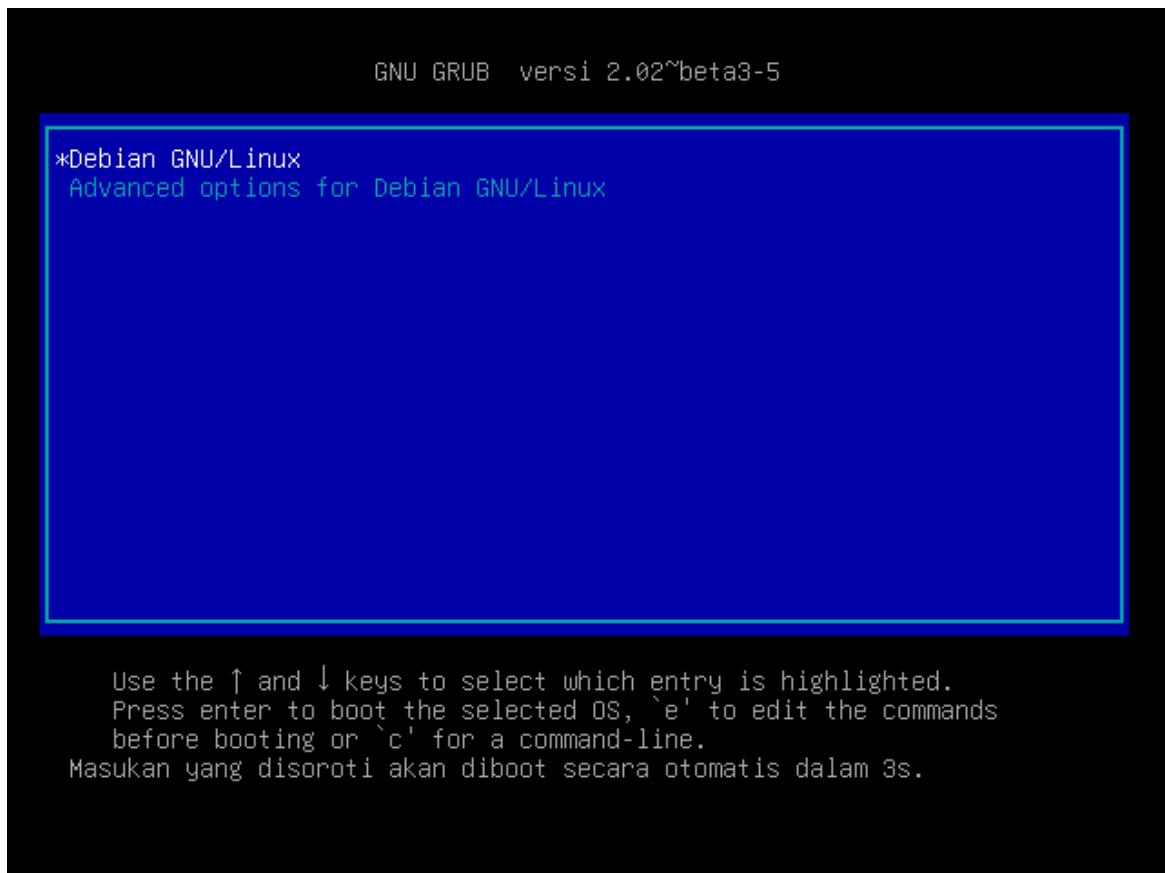 GNU GRUB  versi 2.02~beta3-5
*Debian GNU/Linux
Advanced options for Debian GNU/Linux
Use the ↑ and ↓ keys to select which entry is highlighted.
Press enter to boot the selected OS, `e' to edit the commands
before booting or `c' for a command-line.
Masukan yang disoroti akan diboot secara otomatis dalam 3s.